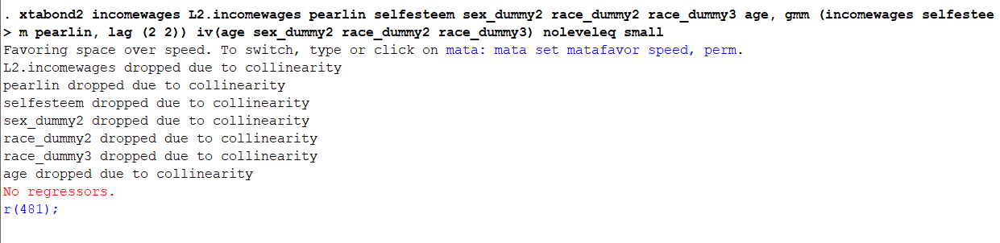 . xtabond2 incomewages L2.incomewages pearlin selfesteem sex_dummy2 race_dummy2 race_dummy3 age, gmm (incomewages selfestee
> m pearlin, lag (2 2)) iv(age sex_dummy2 race_dummy2 race_dummy3) noleveleq small
Favoring space over speed. To switch, type or click on mata: mata set matafavor speed, perm.
L2.incomewages dropped due to collinearity
pearlin dropped due to collinearity
selfesteem dropped due to collinearity
sex_dummy2 dropped due to collinearity
race_dummy2 dropped due to collinearity
race_dummy3 dropped due to collinearity
age dropped due to collinearity
No regressors.
r(481);